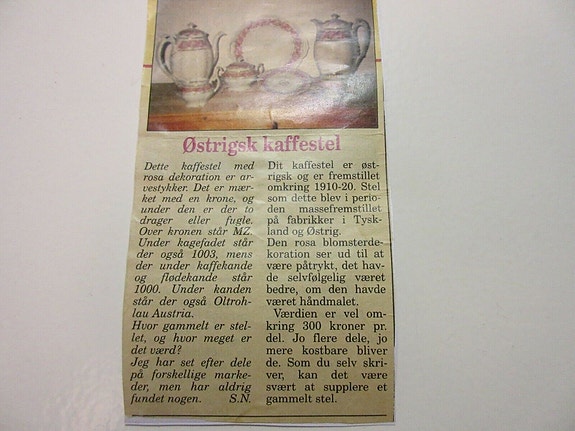 Østrigsk kaffestel
Dette kaffestel med
rosa dekoration er ar-
vestykker. Det er mær-
ket med en krone, og
under den er der to
drager eller fugle.
Over kronen står MZ.
Under kagefadet står
der også 1003, mens
der under kaffekande
og flødekande står
1000. Under kanden
står der også Oltroh-
lau Austria.
Hvor gammelt er stel-
let, og hvor meget er
det værd?
Jeg har set efter dele
på forskellige marke-
der, men har aldrig
fundet nogen. S.N.
Dit kaffestel er øst-
rigsk og er fremstillet
omkring 1910-20. Stel
som dette blev i perio-
den massefremstillet
på fabrikker i Tysk-
land og Østrig.
Den rosa blomsterde-
koration ser ud til at
være påtrykt, det hav-
de selvfølgelig været
bedre, om den havde
været håndmalet.
Værdien er vel om-
kring 300 kroner pr.
del. Jo flere dele, jo
mere kostbare bliver
de. Som du selv skri-
ver, kan det være
svært at supplere et
gammelt stel.